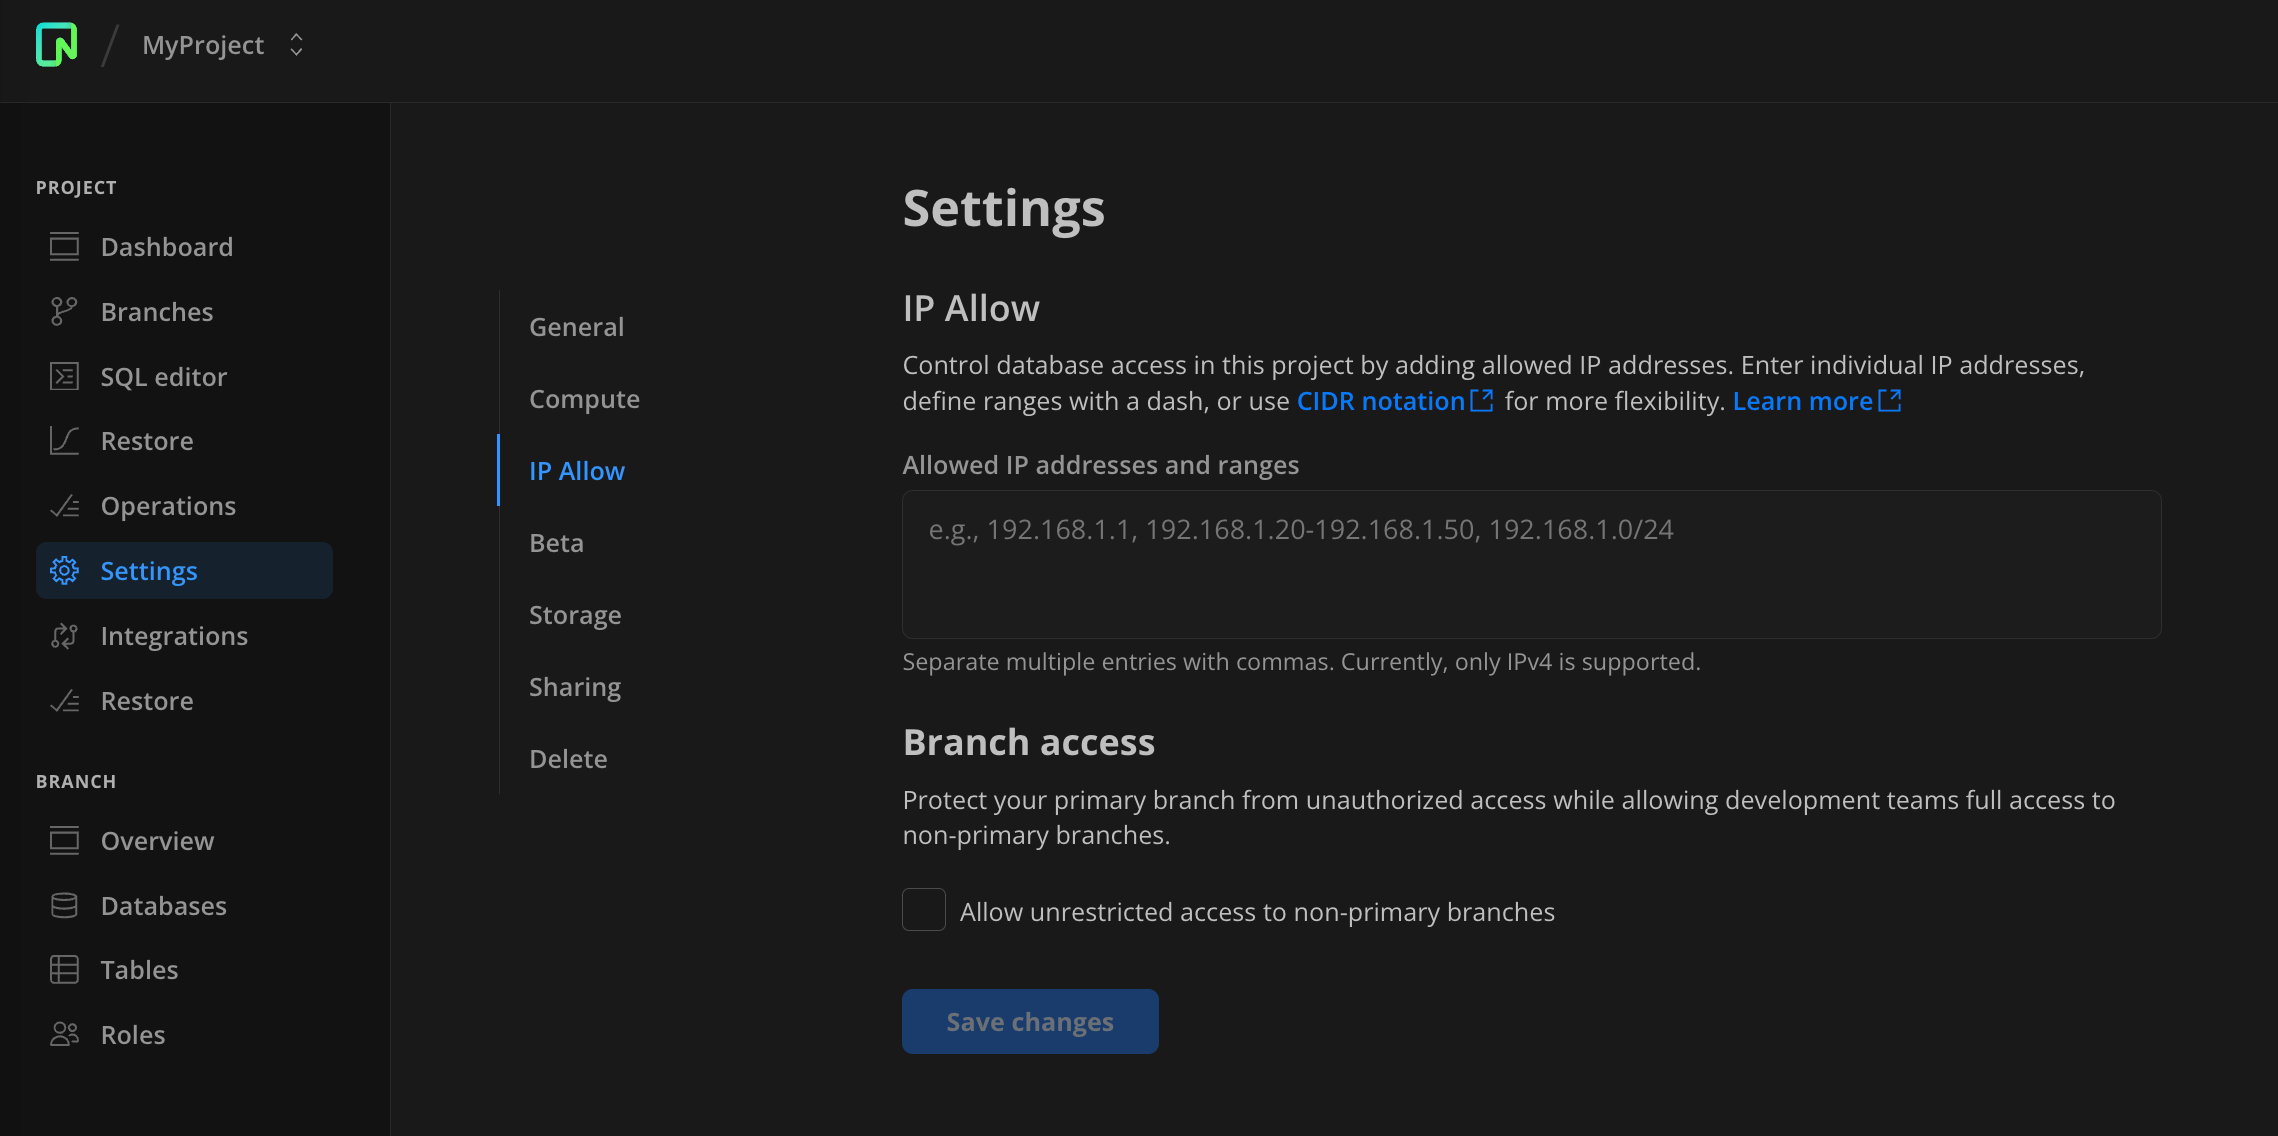 MyProject
PROJECT
Dashboard
Branches
SQL editor
Restore
Operations
Settings
Integrations
Restore
BRANCH
Overview
Databases
Tables
Roles
General
Compute
IP Allow
Beta
Storage
Sharing
Delete
Settings
IP Allow
Control database access in this project by adding allowed IP addresses. Enter individual IP addresses,
define ranges with a dash, or use CIDR notation for more flexibility. Learn more
Allowed IP addresses and ranges
e.g., 192.168.1.1, 192.168.1.20-192.168.1.50, 192.168.1.0/24
Separate multiple entries with commas. Currently, only IPv4 is supported.
Branch access
Protect your primary branch from unauthorized access while allowing development teams full access to
non-primary branches.
Allow unrestricted access to non-primary branches
Save changes